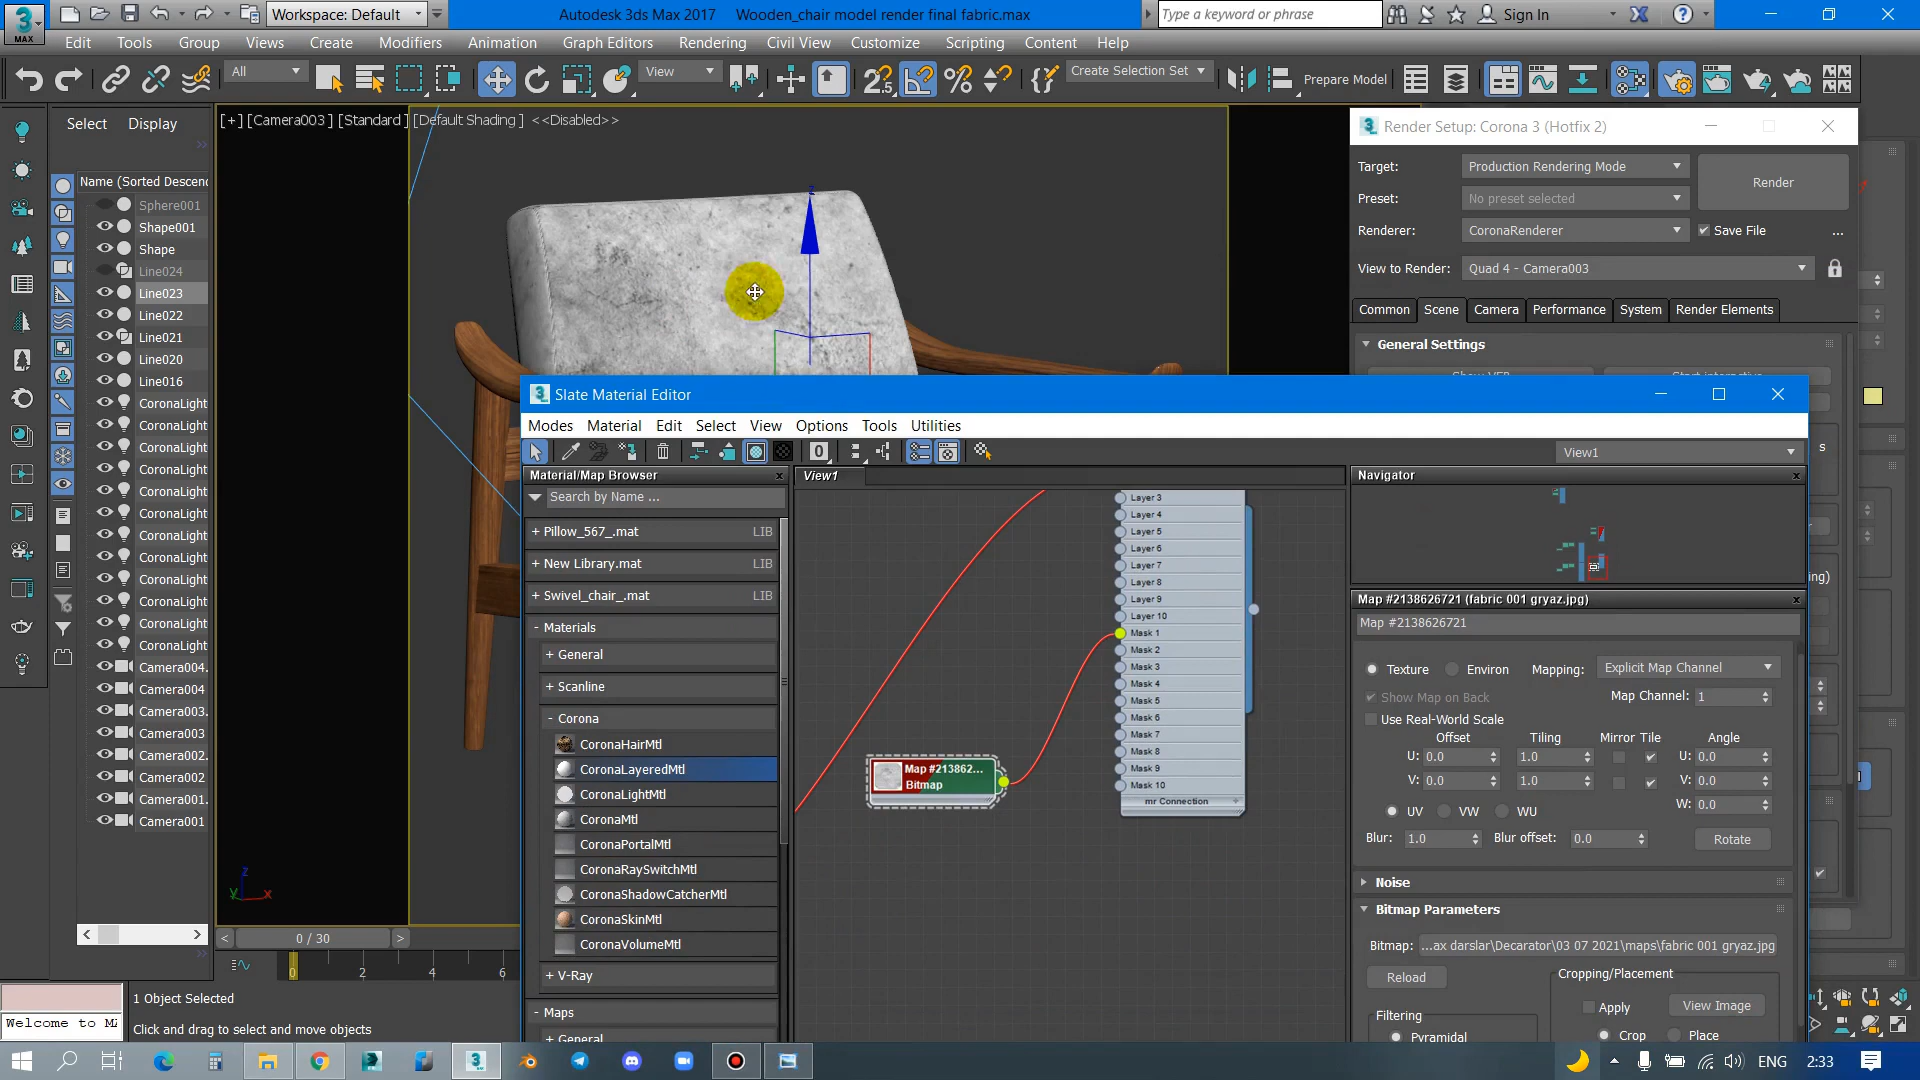 Workspace: Default
Autodesk 3ds Max 2017
Wooden_chair model render final fabric.max
Type a keyword or phrase
Sign In
MAX
Edit
Tools
Group
Views
Create
Modifiers
Animation
Graph Editors
Rendering
Civil View
Customize
Scripting
Content
Help
All
View
Create Selection Set
Prepare Model
Select
Display
[+] [Camera003 ] [Standard ] [Default Shading ] <<Disabled>>
Name (Sorted Descend
Sphere001
Shape001
Shape
Line024
Line023
Line022
Line021
Line020
Line016
CoronaLight
CoronaLight
CoronaLight
CoronaLight
CoronaLight
CoronaLight
CoronaLight
CoronaLight
CoronaLight
CoronaLight
CoronaLight
CoronaLight
Camera004.
Camera004
Camera003.
Camera003
Camera002.
Camera002
Camera001.
Camera001
z
z
y
x
Render Setup: Corona 3 (Hotfix 2)
Target:
Production Rendering Mode
Render
Preset:
No preset selected
Renderer:
CoronaRenderer
Save File
...
View to Render:
Quad 4 - Camera003
Common
Scene
Camera
Performance
System
Render Elements
General Settings
Slate Material Editor
Modes
Material
Edit
Select
View
Options
Tools
Utilities
View1
Material/Map Browser
View1
Navigator
Search by Name ...
+ Pillow_567_.mat
LIB
+ New Library.mat
LIB
+ Swivel_chair_.mat
LIB
- Materials
+ General
+ Scanline
- Corona
CoronaHairMtl
CoronaLayeredMtl
CoronaLightMtl
CoronaMtl
CoronaPortalMtl
CoronaRaySwitchMtl
CoronaShadowCatcherMtl
CoronaSkinMtl
CoronaVolumeMtl
+ V-Ray
- Maps
+ General
Layer 3
Layer 4
Layer 5
Layer 6
Layer 7
Layer 8
Layer 9
Layer 10
Mask 1
Mask 2
Mask 3
Mask 4
Mask 5
Mask 6
Mask 7
Mask 8
Mask 9
Mask 10
mr Connection
Map #213862...
Bitmap
Map #2138626721 (fabric 001 gryaz.jpg)
Map #2138626721
Texture
Environ
Mapping:
Explicit Map Channel
Show Map on Back
Map Channel: 1
Use Real-World Scale
Offset
Tiling
Mirror Tile
Angle
U: 0.0
1.0
U: 0.0
V: 0.0
1.0
V: 0.0
W: 0.0
UV
VW
WU
Blur: 1.0
Blur offset: 0.0
Rotate
Noise
Bitmap Parameters
Bitmap:
...ax darslar\Decarator\03 07 2021\maps\fabric 001 gryaz.jpg
Reload
Cropping/Placement
Apply
View Image
Filtering
Pyramidal
Crop
Place
0 / 30
0
2
4
6
1 Object Selected
Welcome to MA
Click and drag to select and move objects
ENG
2:33